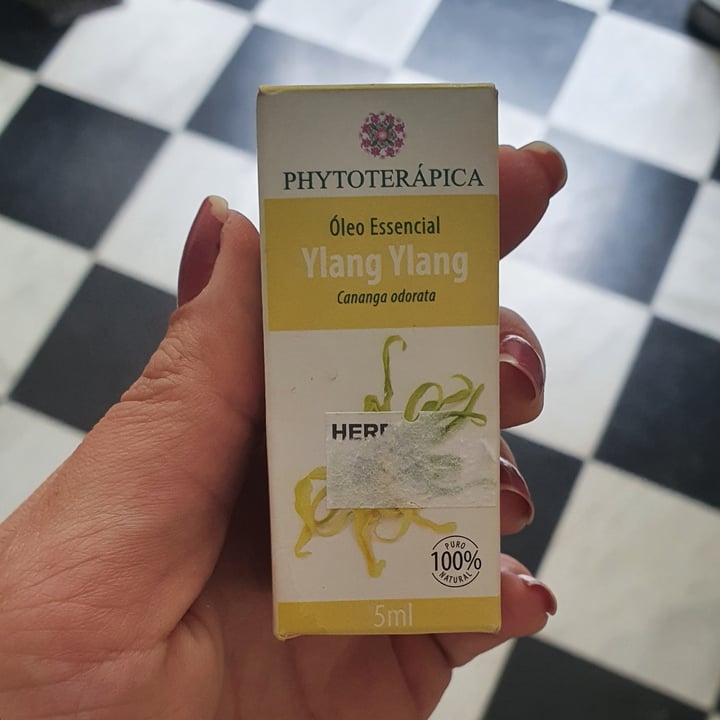 PHYTOTERÁPICA
Óleo Essencial
Ylang Ylang
Cananga odorata
PURO
100%
NATURAL
5ml